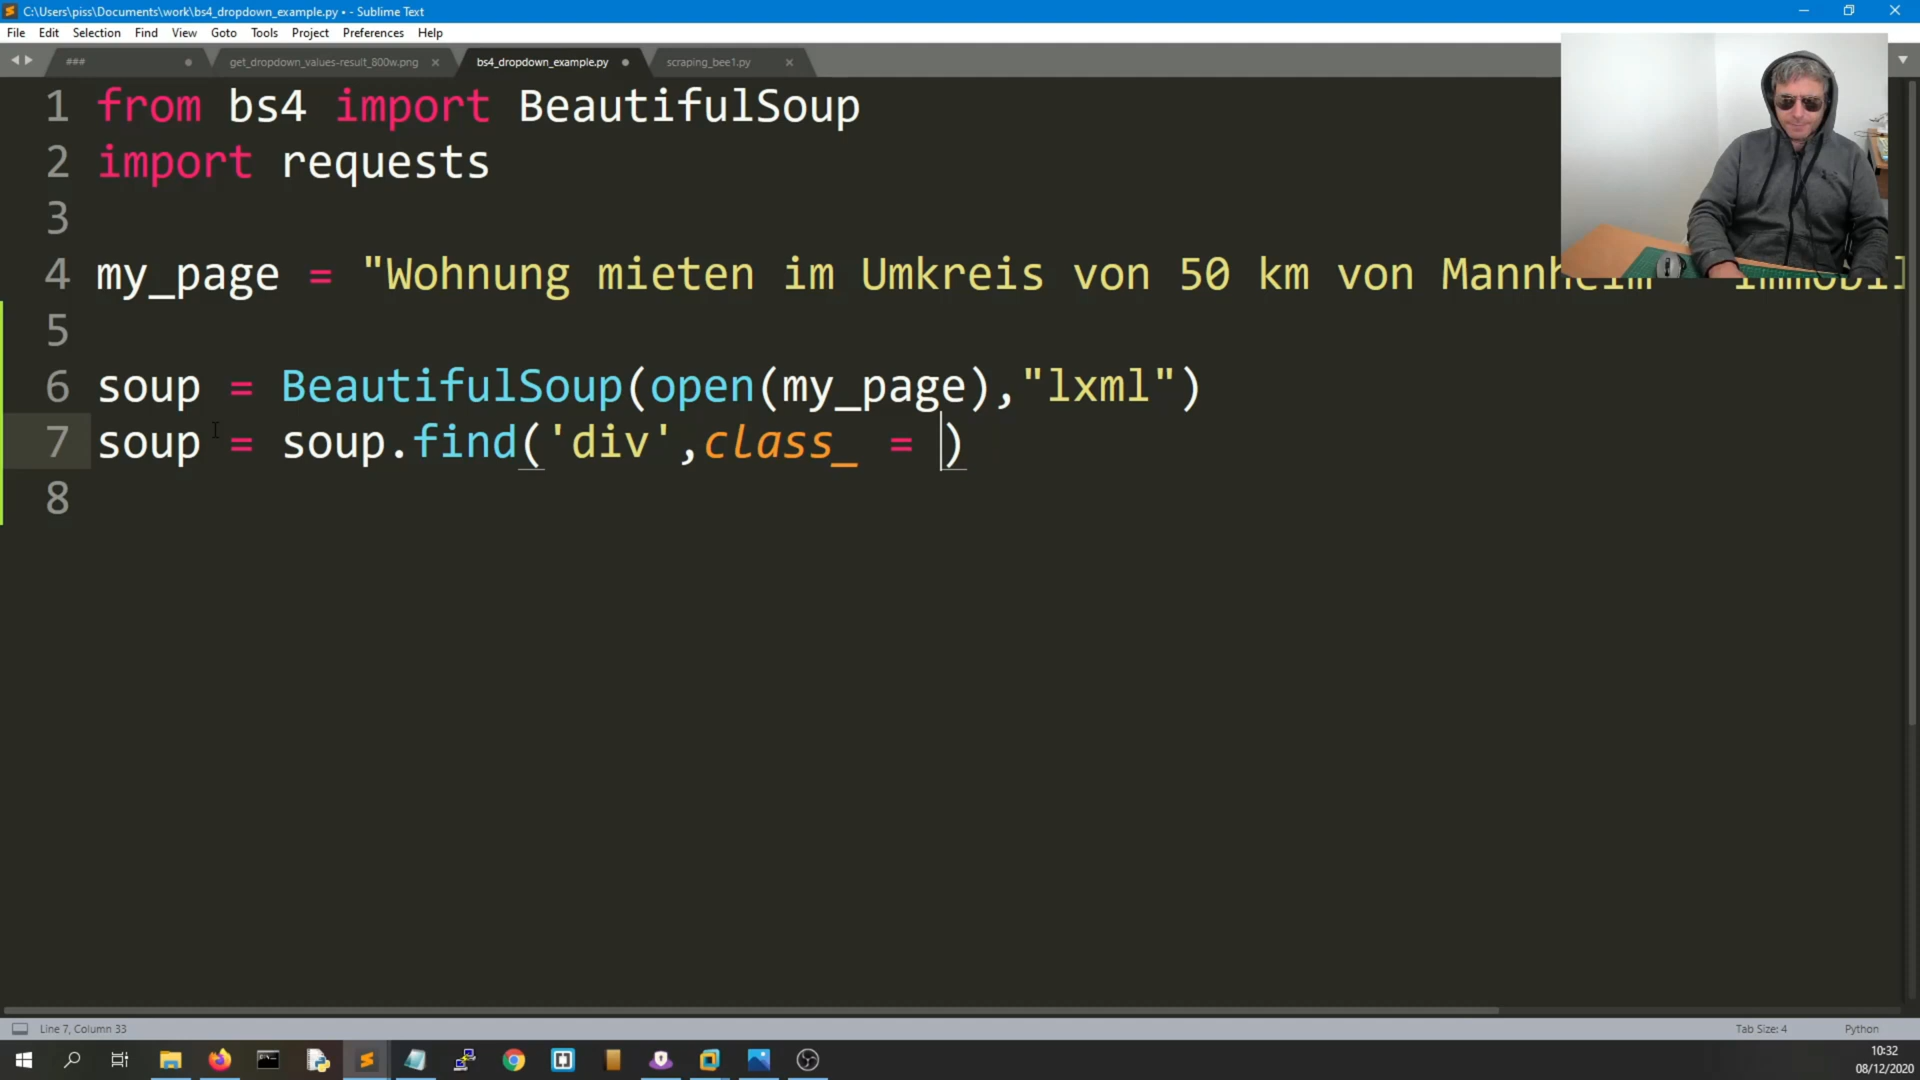 C:\Users\piss\Documents\work\bs4_dropdown_example.py • - Sublime Text
File Edit Selection Find View Goto Tools Project Preferences Help
### get_dropdown_values-result_800w.png bs4_dropdown_example.py scraping_bee1.py
1 from bs4 import BeautifulSoup
2 import requests
3
4 my_page = "Wohnung mieten im Umkreis von 50 km von Mannheim
5
6 soup = BeautifulSoup(open(my_page),"lxml")
7 soup = soup.find('div',class_ = )
8
Line 7, Column 33 Tab Size: 4 Python
10:32
08/12/2020